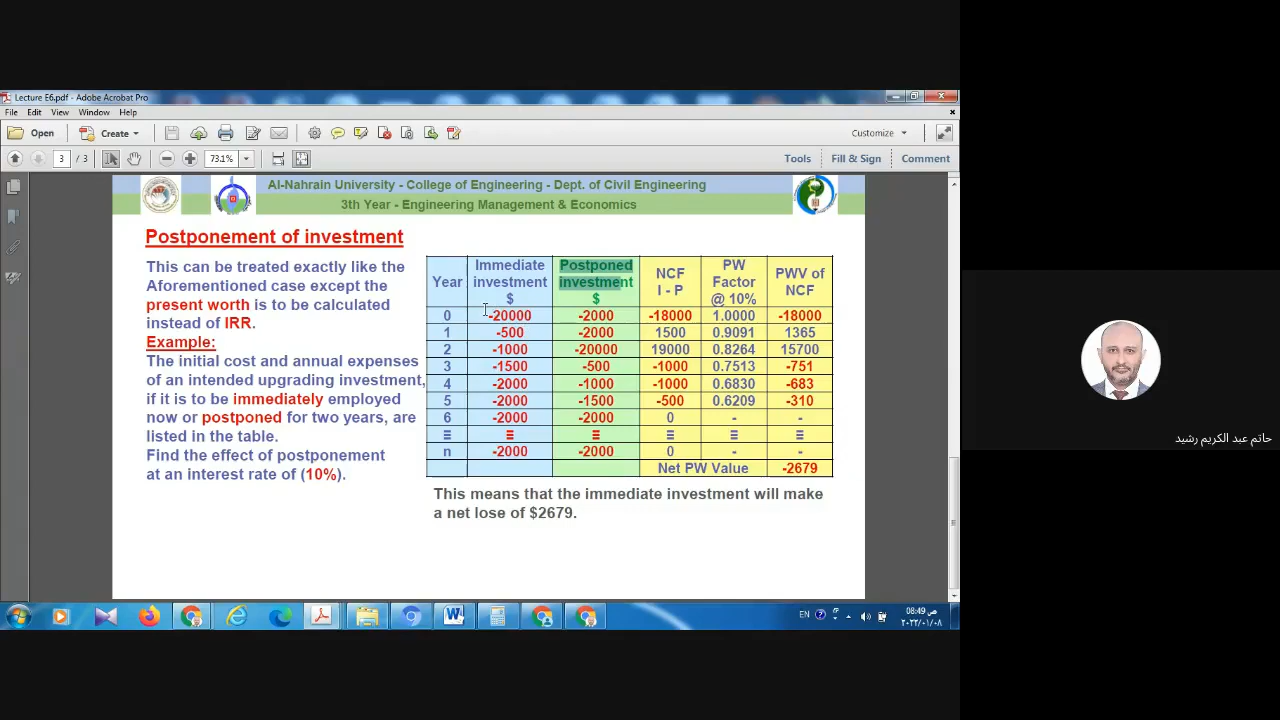 Lecture E6.pdf - Adobe Acrobat Pro
File Edit View Window Help
Open Create Customize
3 / 3 73.1% Tools Fill & Sign Comment
Al-Nahrain University - College of Engineering - Dept. of Civil Engineering
3th Year - Engineering Management & Economics
Postponement of investment
This can be treated exactly like the
Aforementioned case except the
present worth is to be calculated
instead of IRR.
Example:
The initial cost and annual expenses
of an intended upgrading investment,
if it is to be immediately employed
now or postponed for two years, are
listed in the table.
Find the effect of postponement
at an interest rate of (10%).
Year Immediate investment $ Postponed investment $ NCF I - P PW Factor @ 10% PWV of NCF
0 -20000 -2000 -18000 1.0000 -18000
1 -500 -2000 1500 0.9091 1365
2 -1000 -20000 19000 0.8264 15700
3 -1500 -500 -1000 0.7513 -751
4 -2000 -1000 -1000 0.6830 -683
5 -2000 -1500 -500 0.6209 -310
6 -2000 -2000 0 - -
≡ ≡ ≡ ≡ ≡ ≡
n -2000 -2000 0 - -
Net PW Value -2679
This means that the immediate investment will make
a net lose of $2679.
حاتم عبد الكريم رشيد
EN 08:49 ص
٢٠٢٢/٠١/٠٨